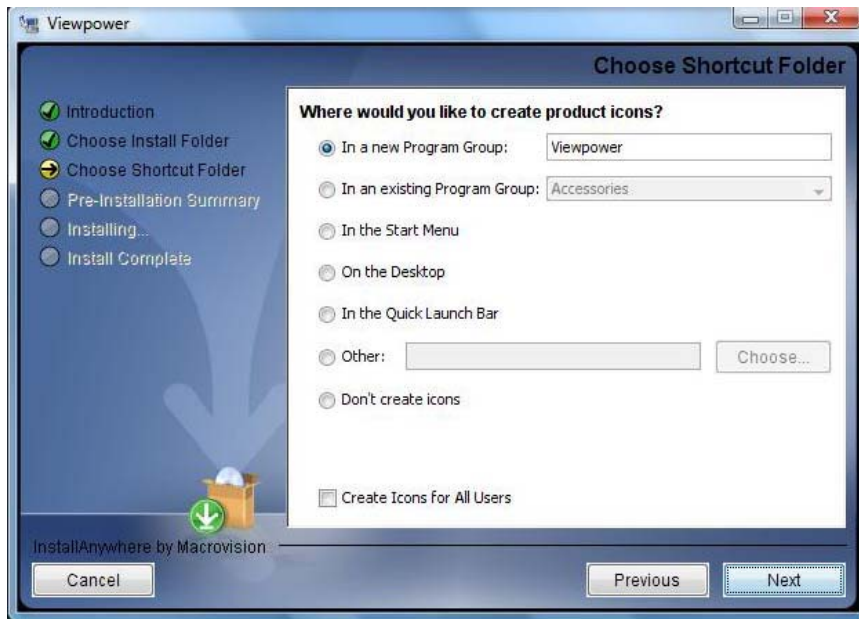 Viewpower
Choose Shortcut Folder
Introduction
Choose Install Folder
Choose Shortcut Folder
Pre-Installation Summary
Installing...
Install Complete
Where would you like to create product icons?
In a new Program Group: Viewpower
In an existing Program Group: Accessories
In the Start Menu
On the Desktop
In the Quick Launch Bar
Other: Choose...
Don't create icons
Create Icons for All Users
InstallAnywhere by Macrovision
Cancel Previous Next